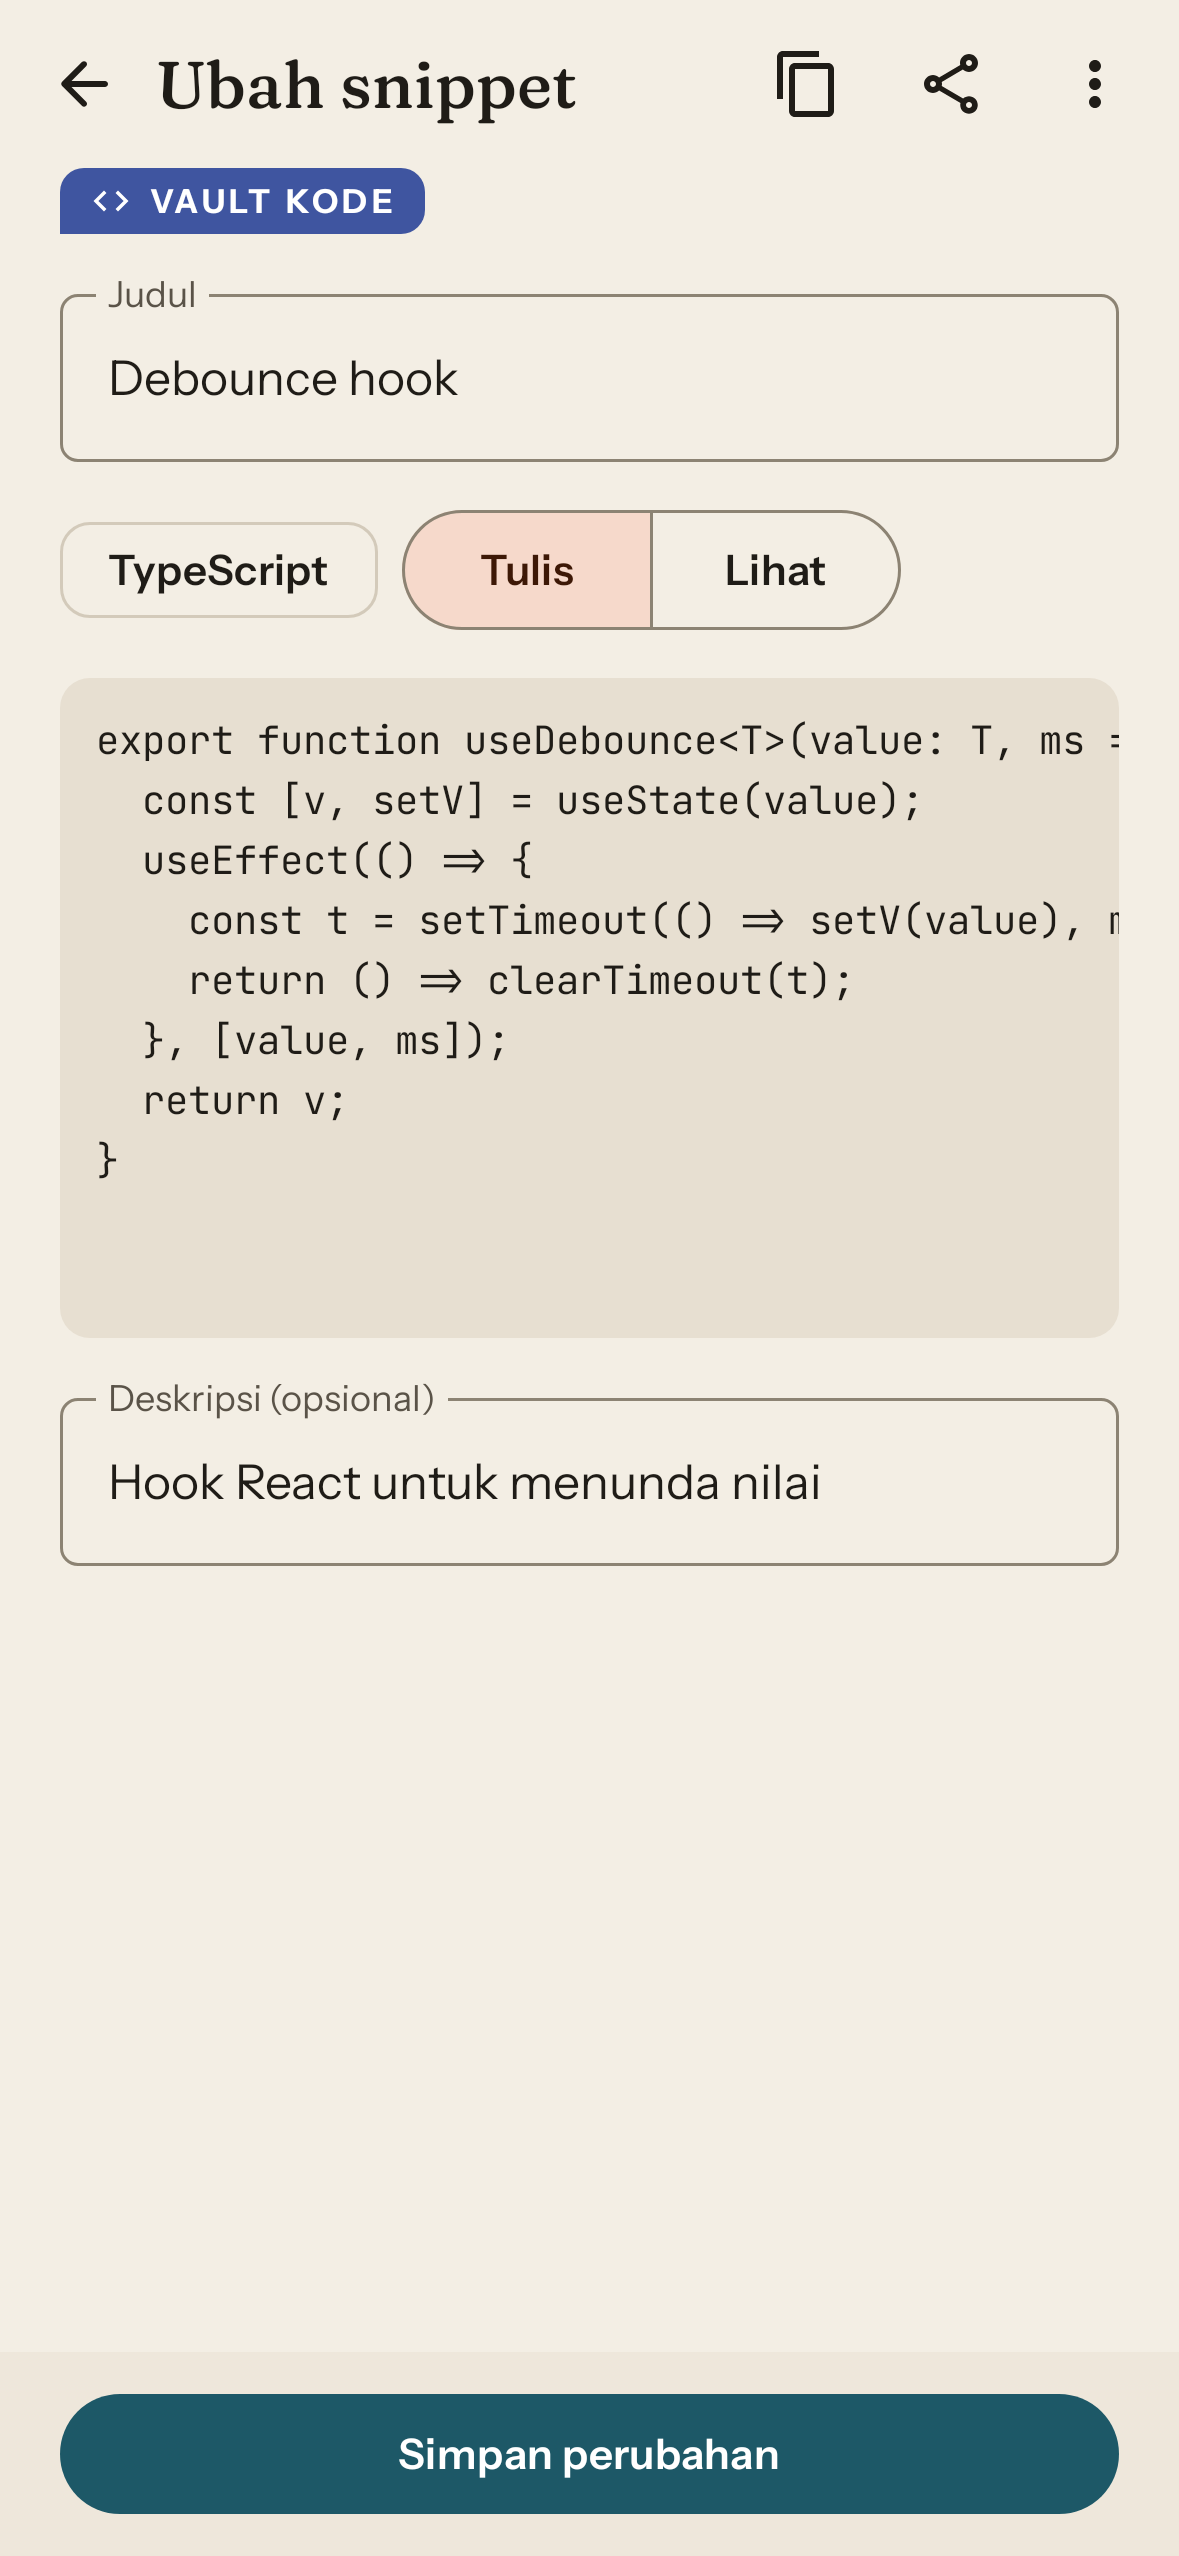 Ubah snippet
VAULT KODE
Judul
Debounce hook
TypeScript
Tulis
Lihat
export function useDebounce<T>(value: T, ms =
  const [v, setV] = useState(value);
  useEffect(() => {
    const t = setTimeout(() => setV(value),
    return () => clearTimeout(t);
  }, [value, ms]);
  return v;
}
Deskripsi (opsional)
Hook React untuk menunda nilai
Simpan perubahan